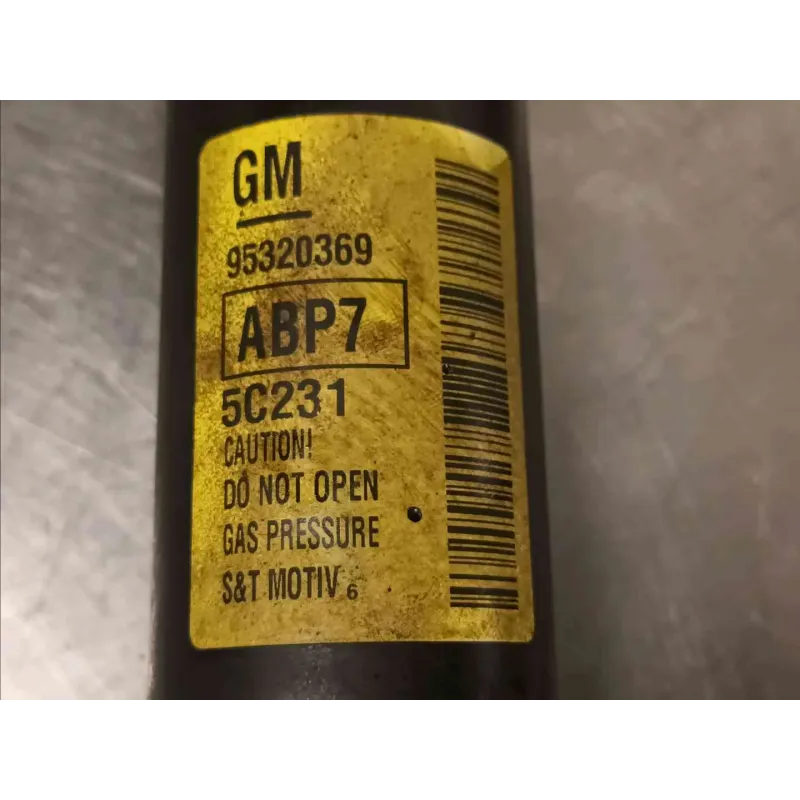 GM
95320369
ABP7
5C231
CAUTION!
DO NOT OPEN
GAS PRESSURE
S&T MOTIV 6